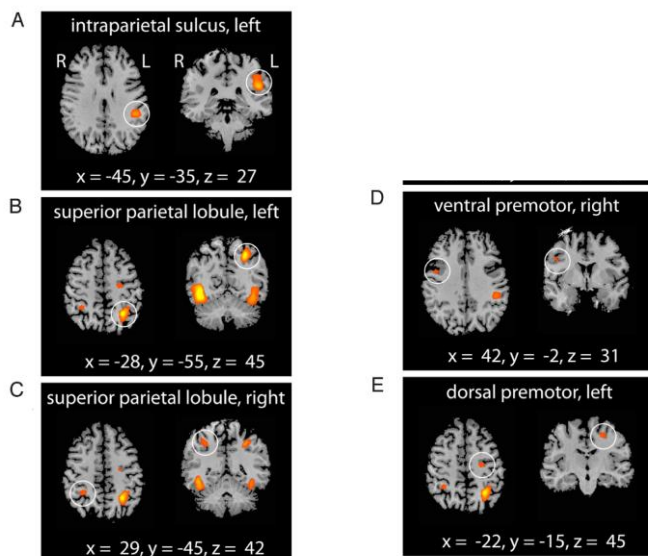 A
intraparietal sulcus, left
R L R L
x = -45, y = -35, z = 27
B
superior parietal lobule, left
x = -28, y = -55, z = 45
C
superior parietal lobule, right
x = 29, y = -45, z = 42
D
ventral premotor, right
x = 42, y = -2, z = 31
E
dorsal premotor, left
x = -22, y = -15, z = 45